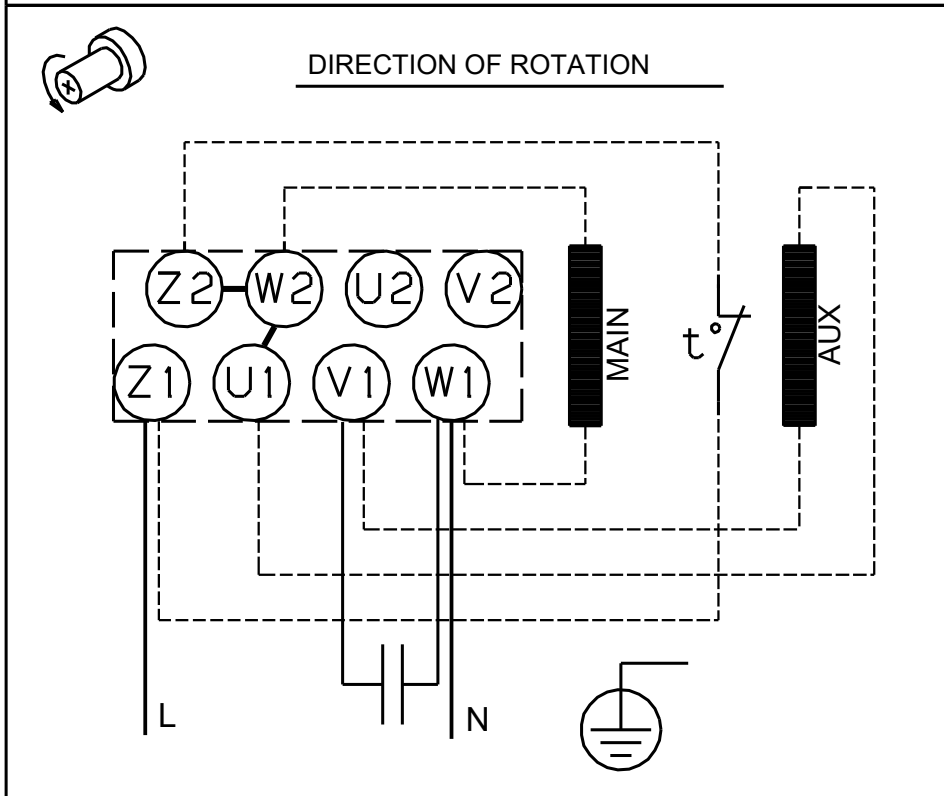 DIRECTION OF ROTATION
Z2 W2 U2 V2
Z1 U1 V1 W1
MAIN
t°
AUX
L
N